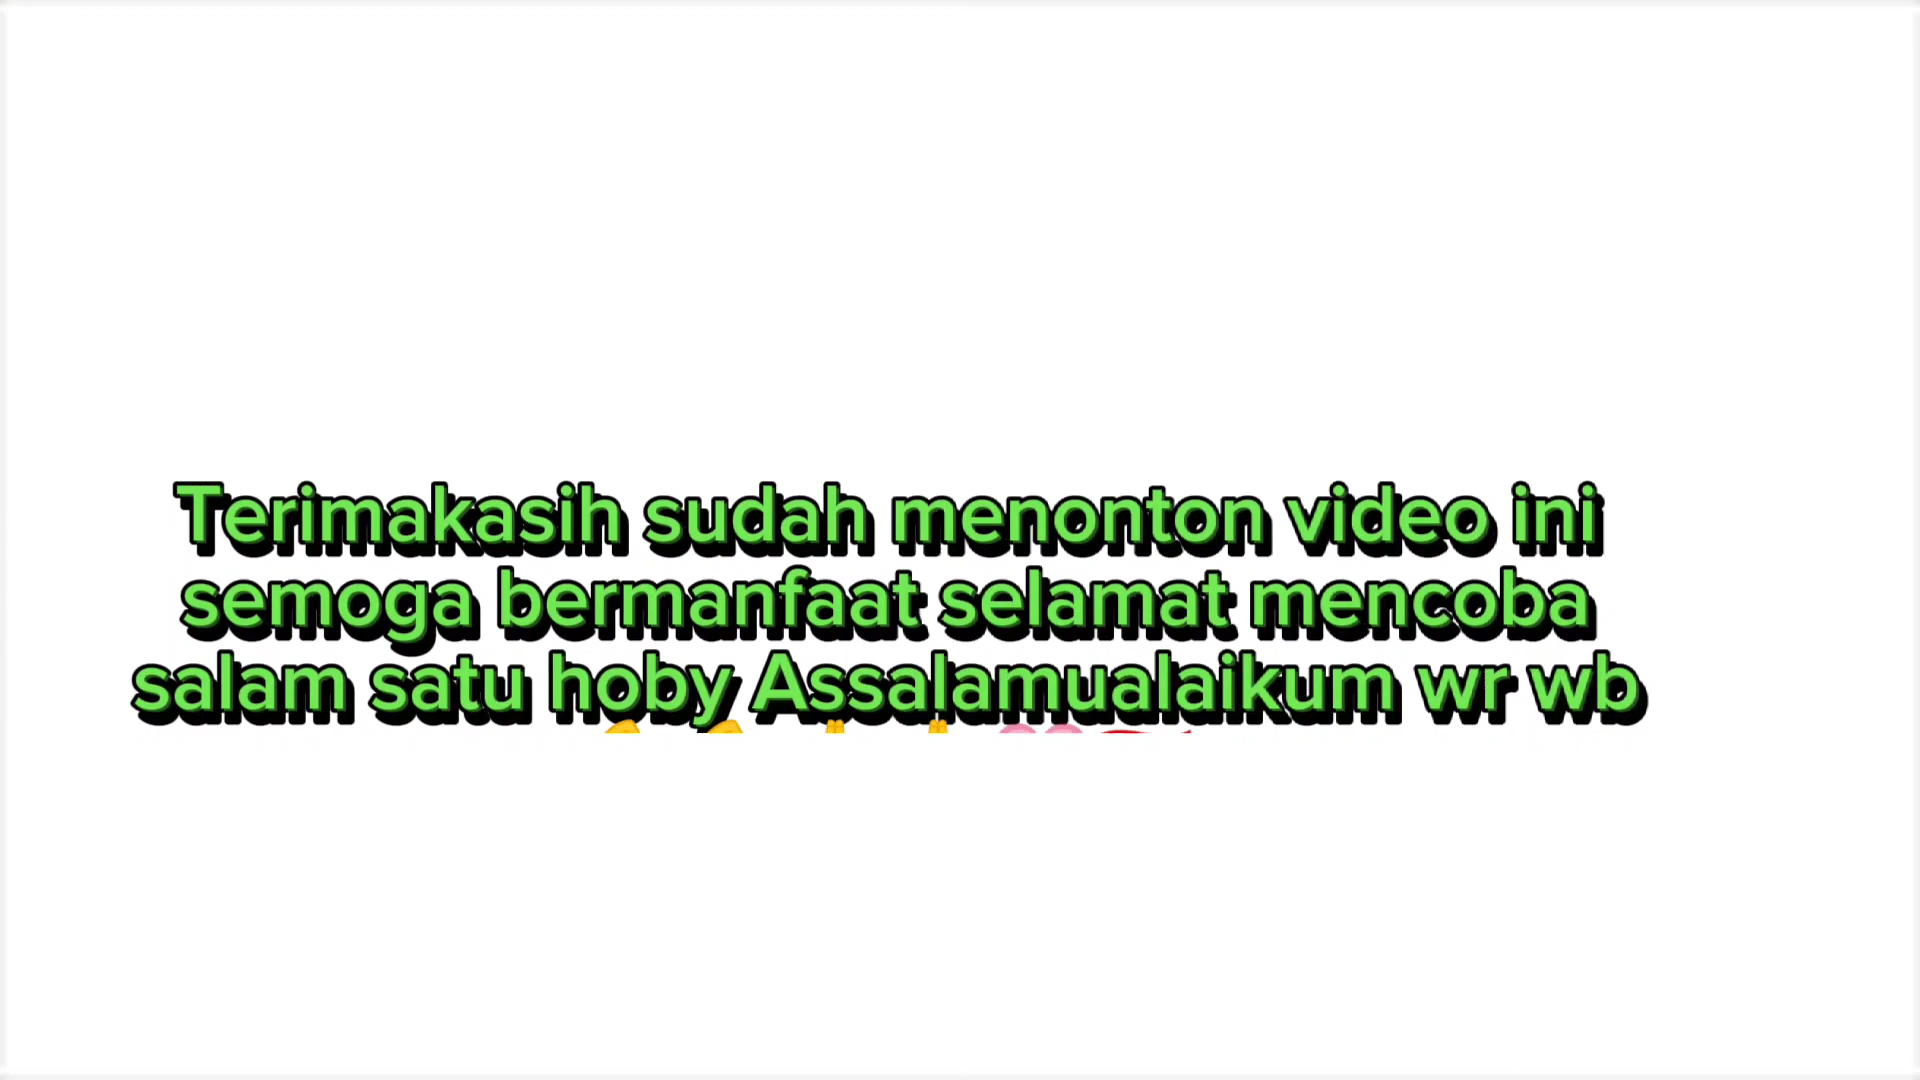 Terimakasih sudah menonton video ini
semoga bermanfaat selamat mencoba
salam satu hoby Assalamualaikum wr wb